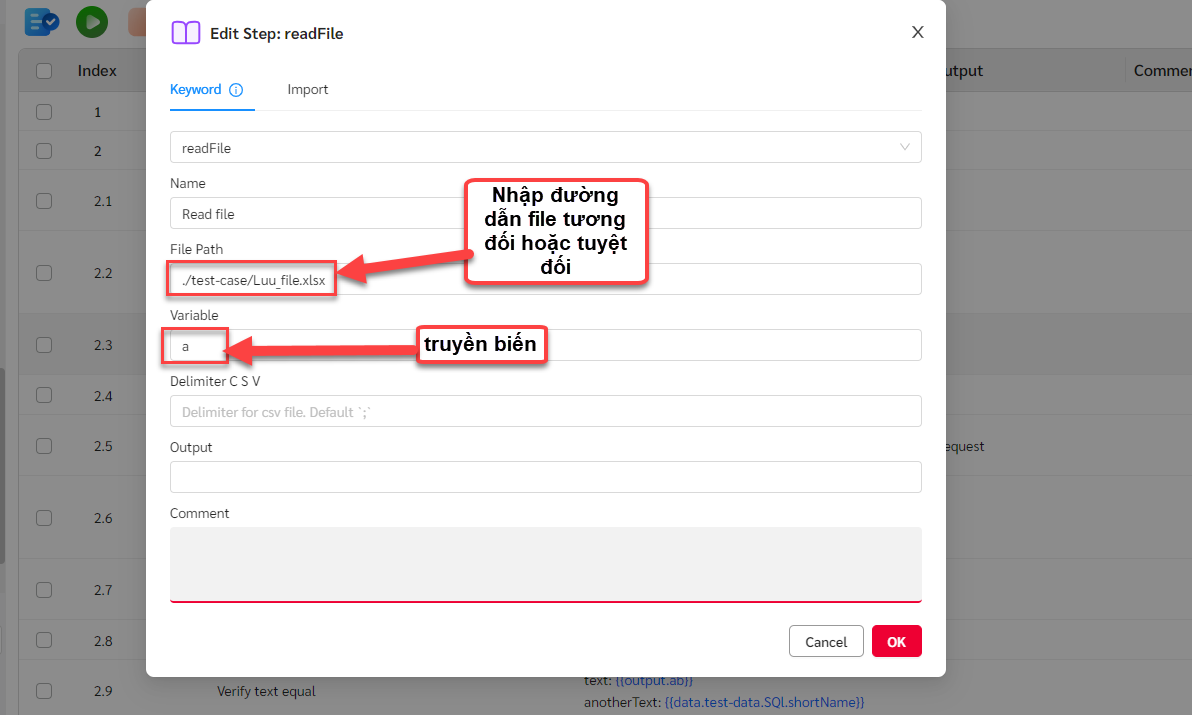 Edit Step: readFile
Keyword
Import
Index
utput
Commer
1
2
2.1
2.2
2.3
2.4
2.5
equest
2.6
2.7
2.8
2.9
Verify text equal
readFile
Name
Read file
Nhập đường
dẫn file tương
đối hoặc tuyệt
đối
File Path
./test-case/Luu_file.xlsx
Variable
a
truyền biến
Delimiter C S V
Delimiter for csv file. Default `;`
Output
Comment
Cancel
OK
text: {{output.ab}}
anotherText: {{data.test-data.SQl.shortName}}